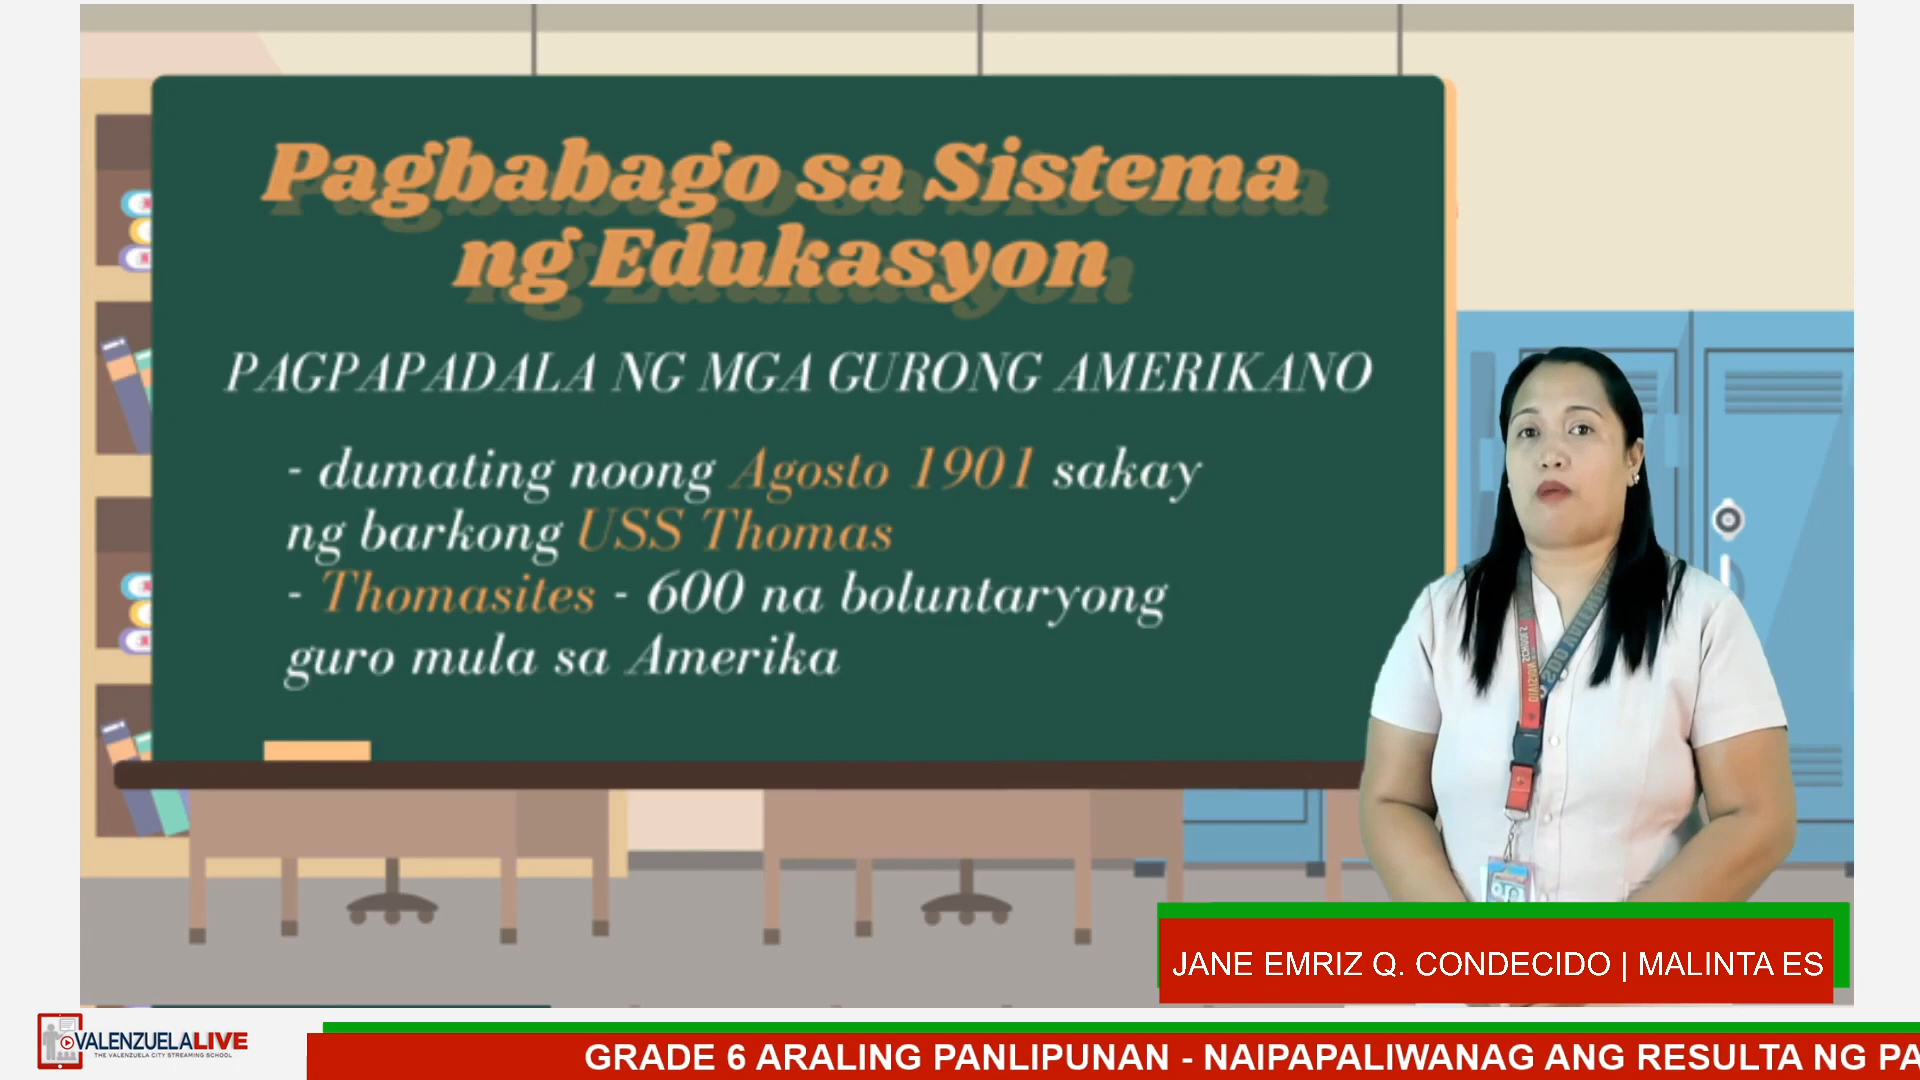 Pagbabago sa Sistema
ng Edukasyon
PAGPAPADALA NG MGA GURONG AMERIKANO
- dumating noong Agosto 1901 sakay
ng barkong USS Thomas
- Thomasites - 600 na boluntaryong
guro mula sa Amerika
JANE EMRIZ Q. CONDECIDO | MALINTA ES
VALENZUELALIVE
THE VALENZUELA CITY STREAMING SCHOOL
GRADE 6 ARALING PANLIPUNAN - NAIPAPALIWANAG ANG RESULTA NG PA